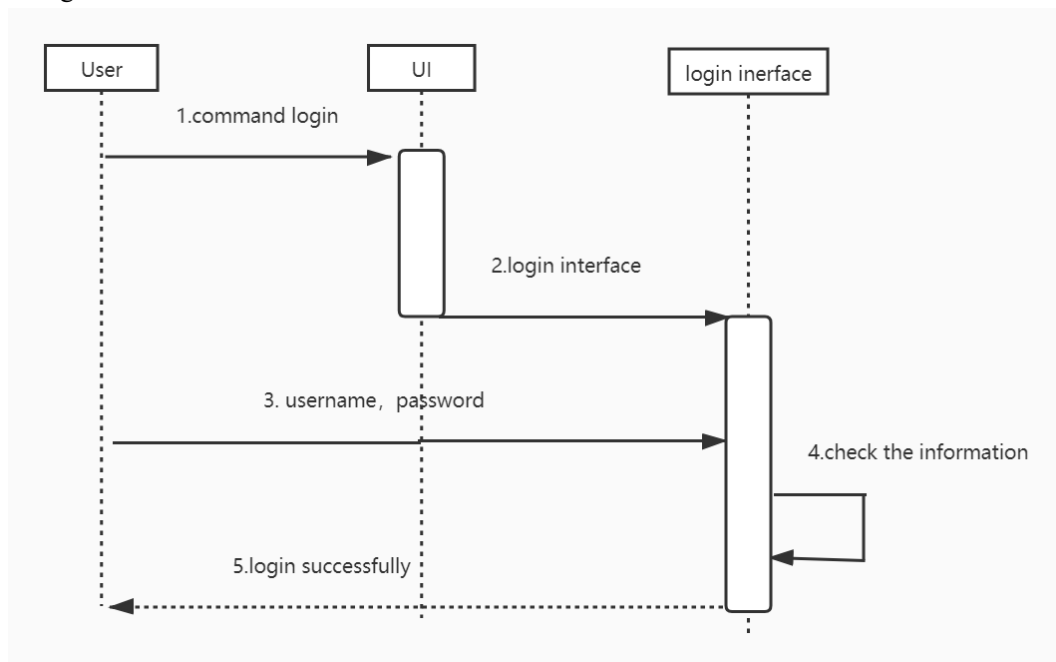 User
UI
login inerface
1.command login
2.login interface
3. username，password
4.check the information
5.login successfully